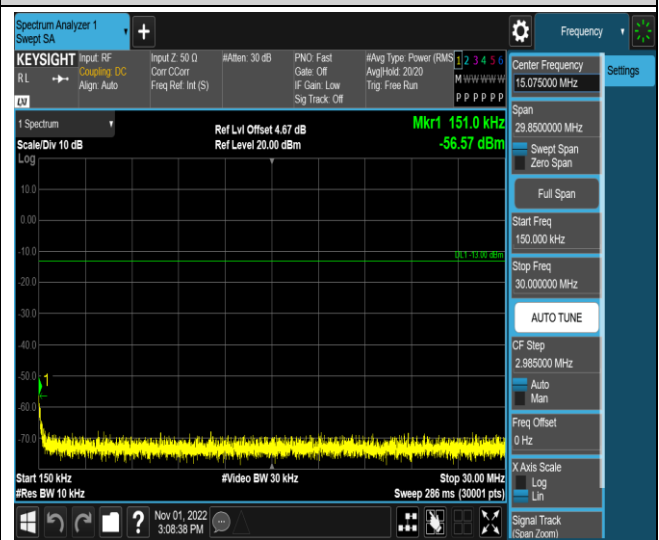 Spectrum Analyzer 1
Swept SA
+
Frequency
KEYSIGHT
RL
LXI
Input: RF
Coupling: DC
Align: Auto
Input Z: 50 Ω
Corr CCorr
Freq Ref: Int (S)
#Atten: 30 dB
PNO: Fast
Gate: Off
IF Gain: Low
Sig Track: Off
#Avg Type: Power (RMS
Avg|Hold: 20/20
Trig: Free Run
1 2 3 4 5 6
M W W W W W
P P P P P P
1 Spectrum
Scale/Div 10 dB
Log
Ref Lvl Offset 4.67 dB
Ref Level 20.00 dBm
Mkr1 151.0 kHz
-56.57 dBm
10.0
0.00
-10.0
DL1 -13.00 dBm
-20.0
-30.0
-40.0
-50.0
1
-60.0
-70.0
Start 150 kHz
#Res BW 10 kHz
#Video BW 30 kHz
Stop 30.00 MHz
Sweep 286 ms (30001 pts)
Center Frequency
15.075000 MHz
Settings
Span
29.8500000 MHz
Swept Span
Zero Span
Full Span
Start Freq
150.000 kHz
Stop Freq
30.000000 MHz
AUTO TUNE
CF Step
2.985000 MHz
Auto
Man
Freq Offset
0 Hz
X Axis Scale
Log
Lin
Signal Track
(Span Zoom)
?
Nov 01, 2022
3:08:38 PM